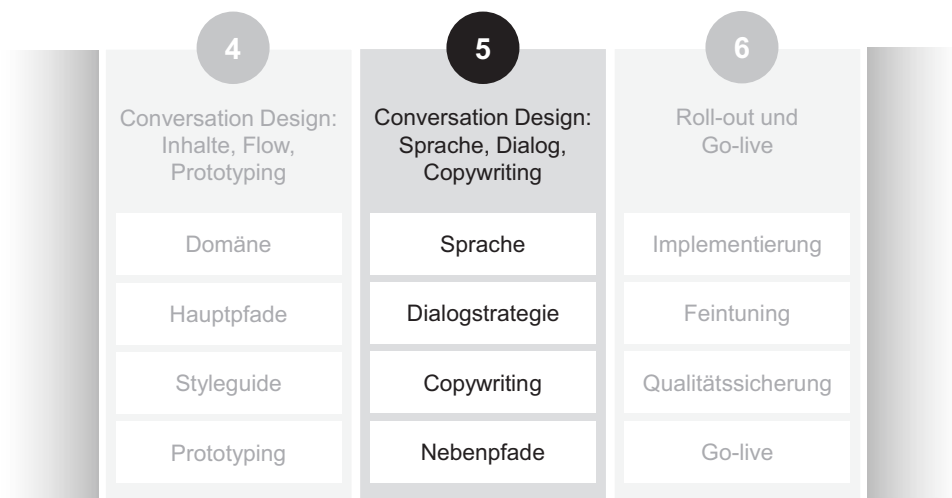 4
Conversation Design:
Inhalte, Flow,
Prototyping
Domäne
Hauptpfade
Styleguide
Prototyping
5
Conversation Design:
Sprache, Dialog,
Copywriting
Sprache
Dialogstrategie
Copywriting
Nebenpfade
6
Roll-out und
Go-live
Implementierung
Feintuning
Qualitätssicherung
Go-live